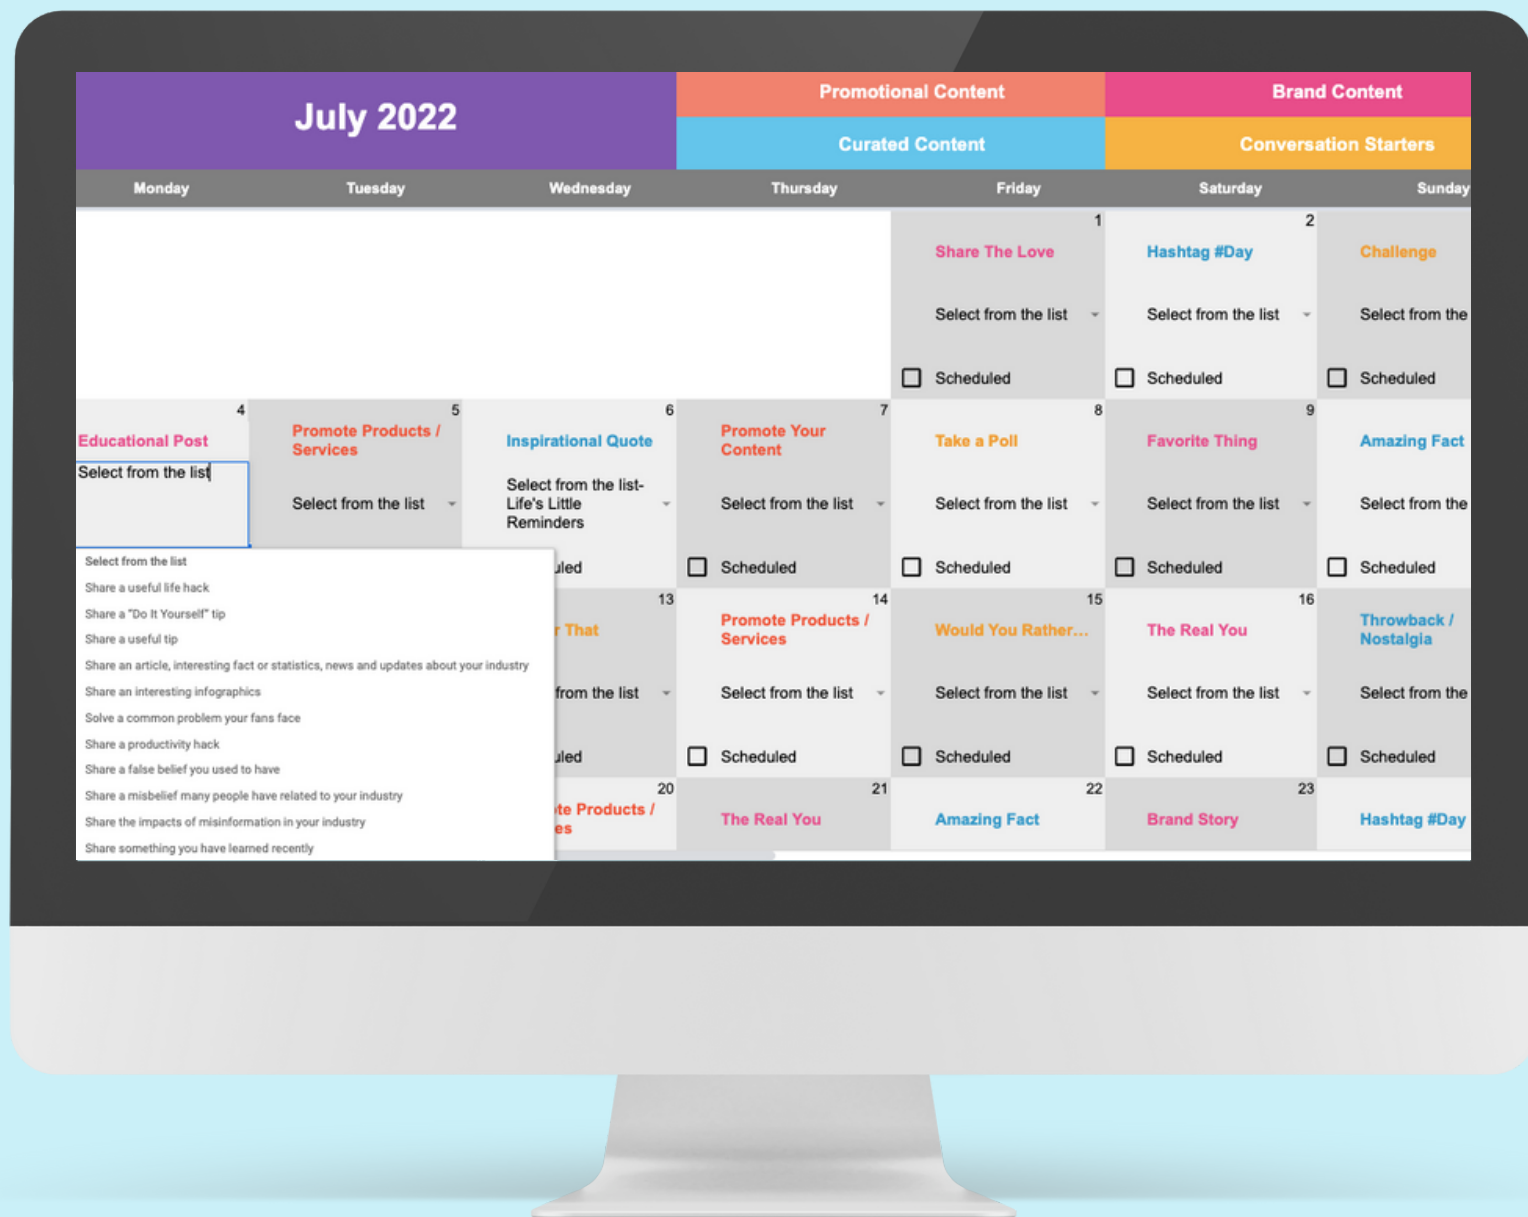 July 2022
Promotional Content
Brand Content
Curated Content
Conversation Starters
Monday
Tuesday
Wednesday
Thursday
Friday
Saturday
Sunday
1
2
Share The Love
Hashtag #Day
Challenge
Select from the list
Select from the list
Select from the
Scheduled
Scheduled
Scheduled
4
5
6
7
8
9
Educational Post
Promote Products /
Services
Inspirational Quote
Promote Your
Content
Take a Poll
Favorite Thing
Amazing Fact
Select from the list
Select from the list
Select from the list-
Life's Little
Reminders
Select from the list
Select from the list
Select from the list
Select from the
Scheduled
Scheduled
Scheduled
Scheduled
Select from the list
Share a useful life hack
Share a "Do It Yourself" tip
Share a useful tip
Share an article, interesting fact or statistics, news and updates about your industry
Share an interesting infographics
Solve a common problem your fans face
Share a productivity hack
Share a false belief you used to have
Share a misbelief many people have related to your industry
Share the impacts of misinformation in your industry
Share something you have learned recently
13
14
15
16
That
Promote Products /
Services
Would You Rather...
The Real You
Throwback /
Nostalgia
from the list
Select from the list
Select from the list
Select from the list
Select from the
Scheduled
Scheduled
Scheduled
Scheduled
20
21
22
23
Products /
The Real You
Amazing Fact
Brand Story
Hashtag #Day